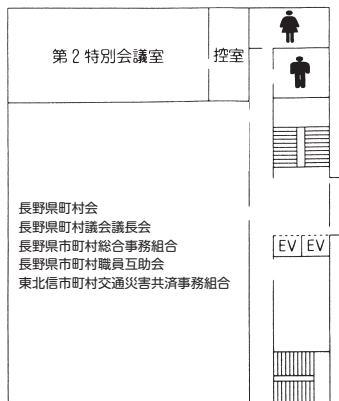 第2特別会議室 控室
長野県町村会
長野県町村議会議長会
長野県市町村総合事務組合
長野県市町村職員互助会
東北信市町村交通災害共済事務組合
EV EV